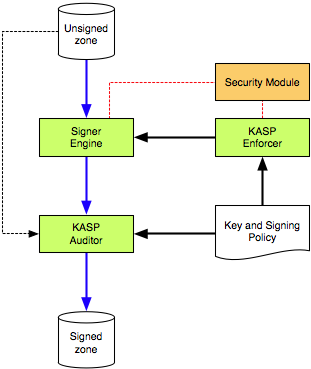 Unsigned
zone
Security Module
Signer
Engine
KASP
Enforcer
KASP
Auditor
Key and Signing
Policy
Signed
zone